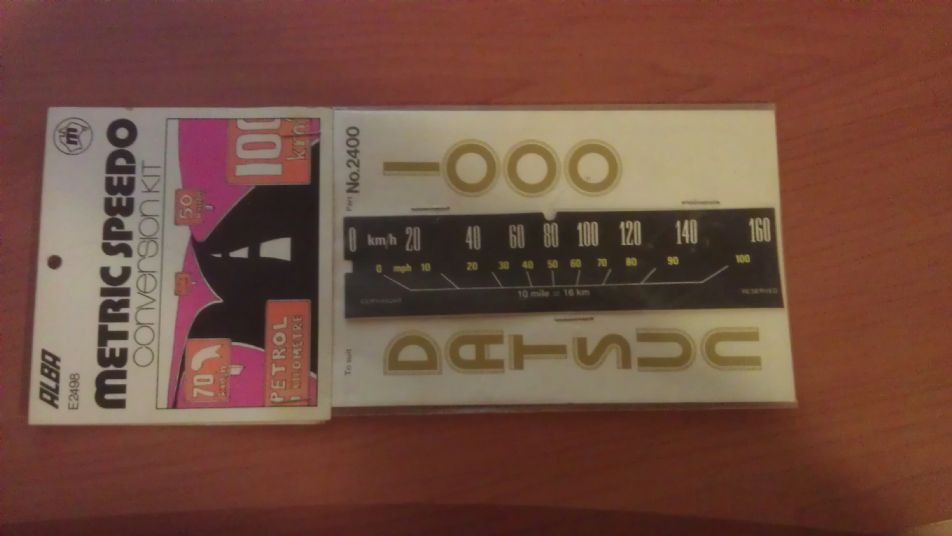 METRIC SPEEDO
CONVERSION KIT
ALBA
E2498
100
km/h
50
70
PETROL
1 KILOMETRE
Part No.2400
1000
0 km/h 20 40 60 80 100 120 140 160
0 mph 10 20 30 40 50 60 70 80 90 100
10 mile = 16 km
COPYRIGHT
RESERVED
To suit
DATSUN